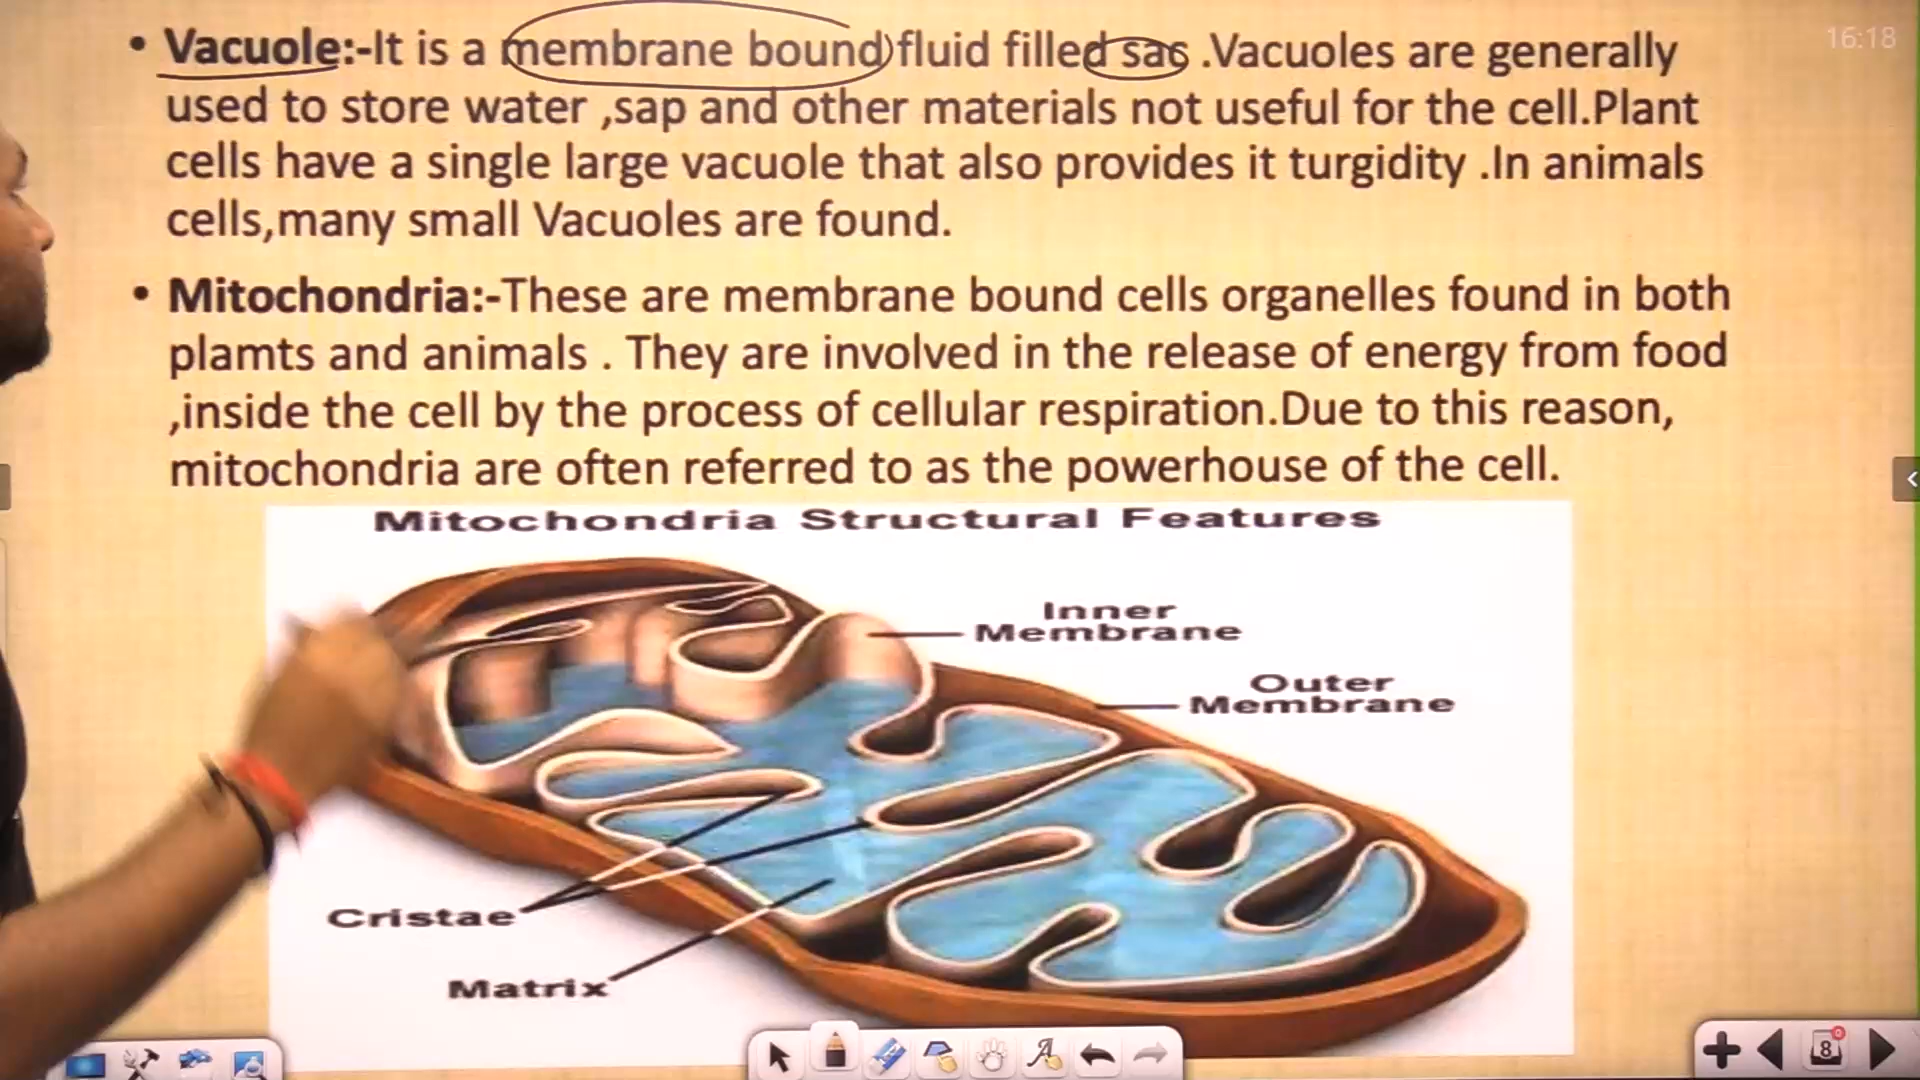 • Vacuole:-It is a membrane bound fluid filled sac .Vacuoles are generally
used to store water ,sap and other materials not useful for the cell.Plant
cells have a single large vacuole that also provides it turgidity .In animals
cells,many small Vacuoles are found.
• Mitochondria:-These are membrane bound cells organelles found in both
plamts and animals . They are involved in the release of energy from food
,inside the cell by the process of cellular respiration.Due to this reason,
mitochondria are often referred to as the powerhouse of the cell.
Mitochondria Structural Features
Inner
Membrane
Outer
Membrane
Cristae
Matrix
16:18
8
0